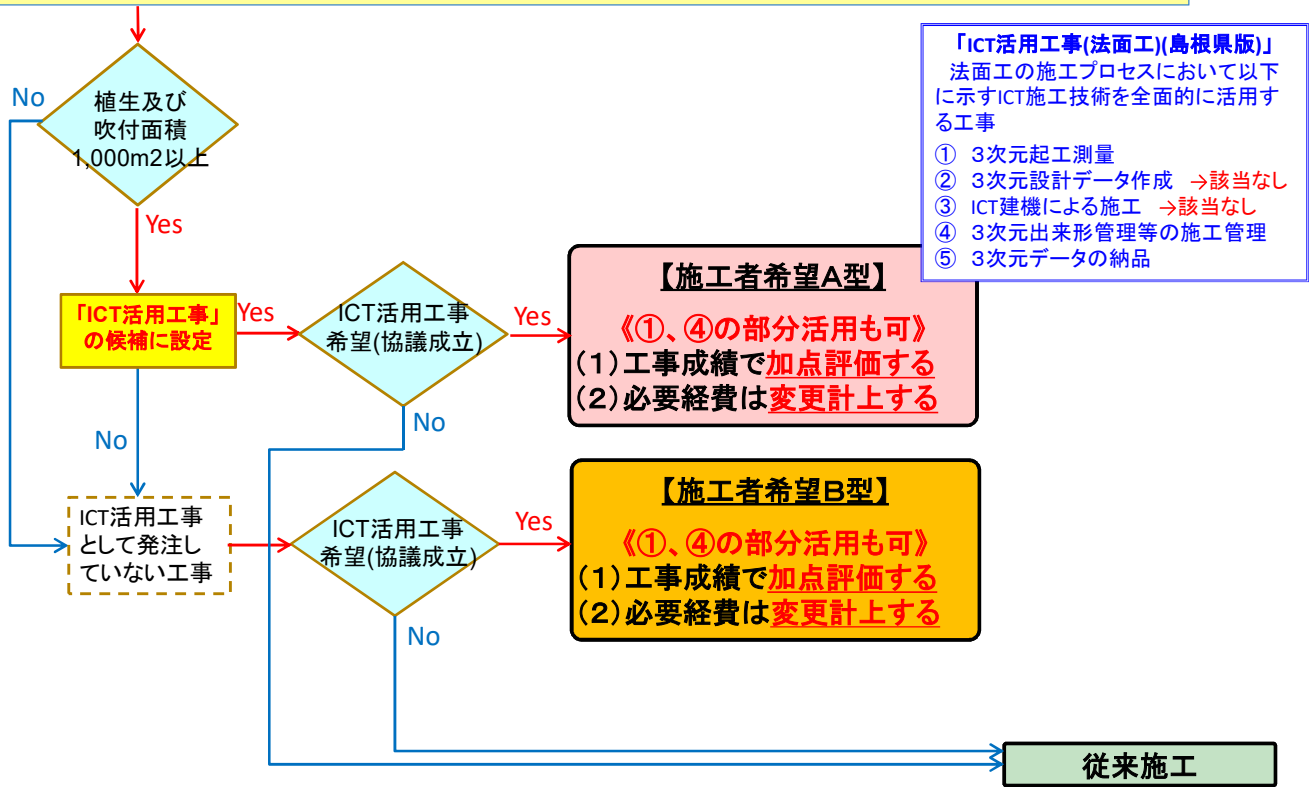 「ICT活用工事(法面工)(島根県版)」
法面工の施工プロセスにおいて以下
に示すICT施工技術を全面的に活用す
る工事
① 3次元起工測量
② 3次元設計データ作成 →該当なし
③ ICT建機による施工 →該当なし
④ 3次元出来形管理等の施工管理
⑤ 3次元データの納品
No
植生及び
吹付面積
1,000m2以上
Yes
「ICT活用工事」
の候補に設定
Yes
ICT活用工事
希望(協議成立)
Yes
【施工者希望A型】
《①、④の部分活用も可》
(1)工事成績で加点評価する
(2)必要経費は変更計上する
No
No
ICT活用工事
として発注し
ていない工事
ICT活用工事
希望(協議成立)
Yes
【施工者希望B型】
《①、④の部分活用も可》
(1)工事成績で加点評価する
(2)必要経費は変更計上する
No
従来施工